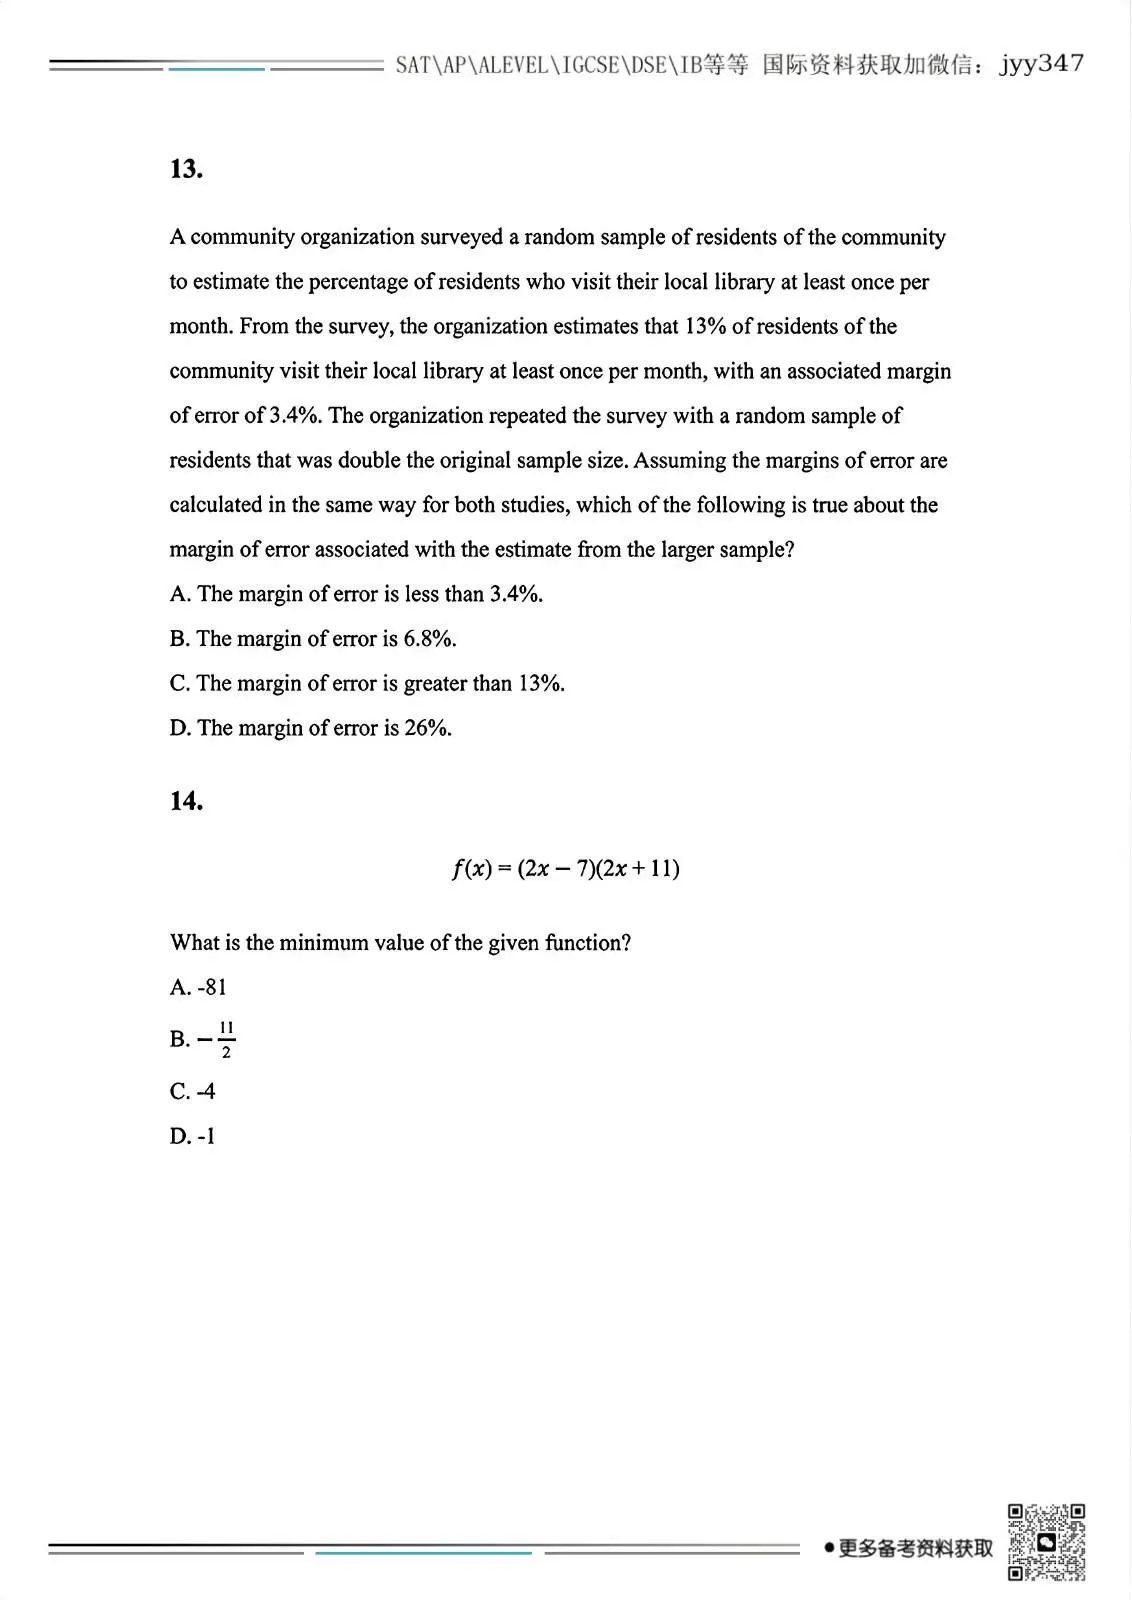 SAT\AP\ALEVEL\IGCSE\DSE\IB等等 国际资料获取加微信: jyy347
13.
A community organization surveyed a random sample of residents of the community
to estimate the percentage of residents who visit their local library at least once per
month. From the survey, the organization estimates that 13% of residents of the
community visit their local library at least once per month, with an associated margin
of error of 3.4%. The organization repeated the survey with a random sample of
residents that was double the original sample size. Assuming the margins of error are
calculated in the same way for both studies, which of the following is true about the
margin of error associated with the estimate from the larger sample?
A. The margin of error is less than 3.4%.
B. The margin of error is 6.8%.
C. The margin of error is greater than 13%.
D. The margin of error is 26%.
14.
f(x) = (2x − 7)(2x + 11)
What is the minimum value of the given function?
A. -81
B. −11/2
C. -4
D. -1
●更多备考资料获取